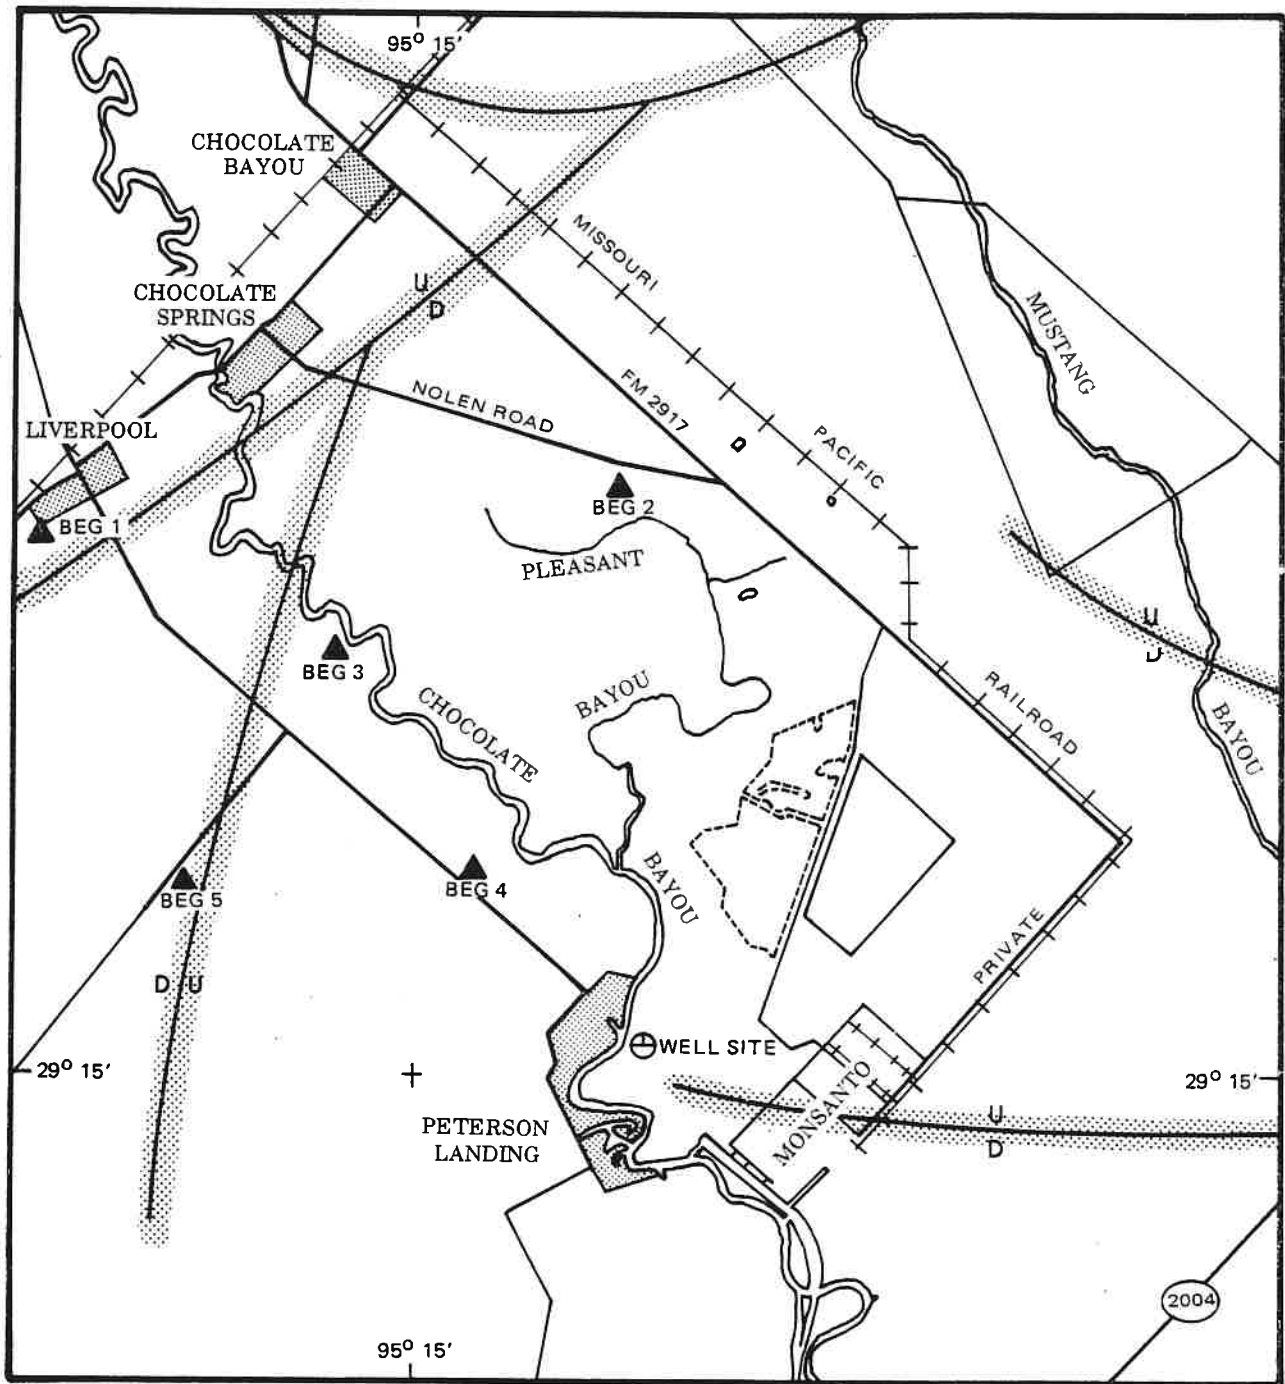 95° 15'
CHOCOLATE
BAYOU
MISSOURI
CHOCOLATE
SPRINGS
U
D
MUSTANG
NOLEN ROAD
FM 2917
PACIFIC
LIVERPOOL
BEG 1
BEG 2
PLEASANT
U
D
BEG 3
BAYOU
CHOCOLATE
RAILROAD
BAYOU
BAYOU
BEG 4
BEG 5
PRIVATE
D U
WELL SITE
29° 15'
29° 15'
MONSANTO
PETERSON
LANDING
U
D
2004
95° 15'